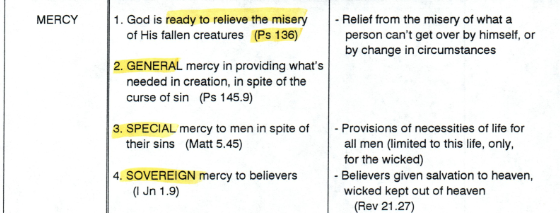 MERCY
1. God is ready to relieve the misery
of His fallen creatures (Ps 136)
2. GENERAL mercy in providing what's
needed in creation, in spite of the
curse of sin (Ps 145.9)
3. SPECIAL mercy to men in spite of
their sins (Matt 5.45)
4. SOVEREIGN mercy to believers
(I Jn 1.9)
- Relief from the misery of what a
person can't get over by himself, or
by change in circumstances
- Provisions of necessities of life for
all men (limited to this life, only,
for the wicked)
- Believers given salvation to heaven,
wicked kept out of heaven
(Rev 21.27)